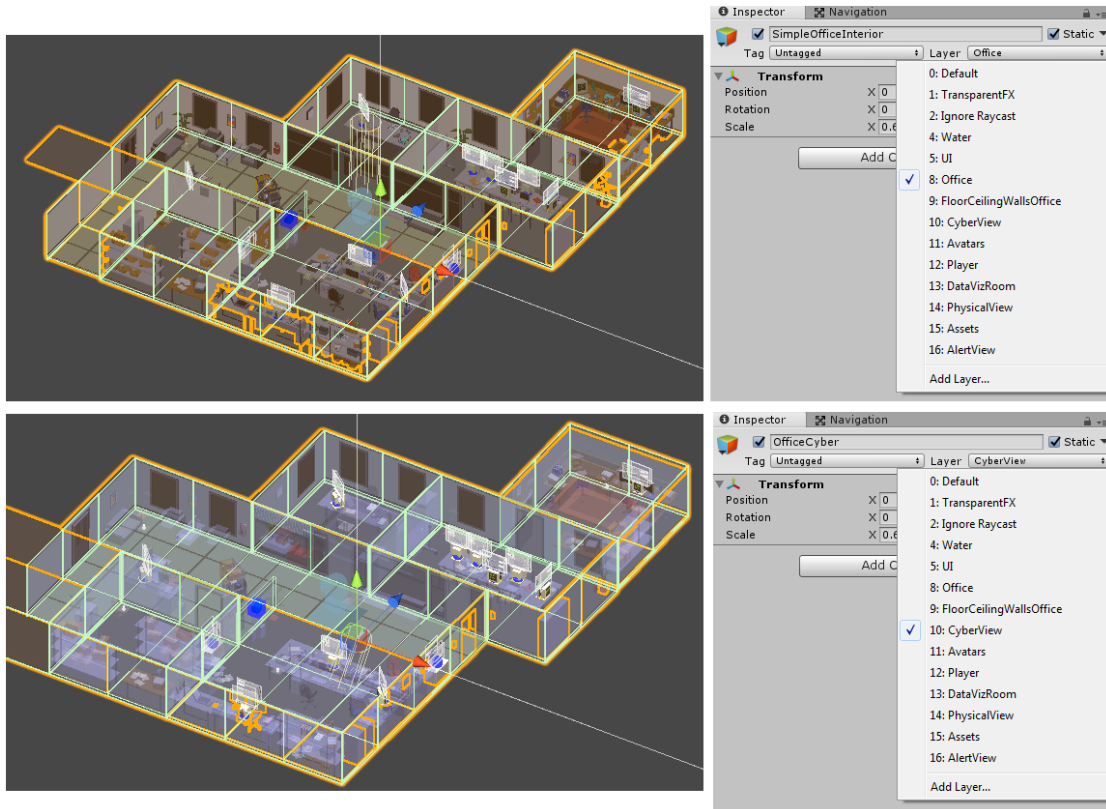 Inspector Navigation
SimpleOfficeInterior Static
Tag Untagged Layer Office
Transform
Position X 0
Rotation X 0
Scale X 0.6
Add C
0: Default
1: TransparentFX
2: Ignore Raycast
4: Water
5: UI
8: Office
9: FloorCeilingWallsOffice
10: CyberView
11: Avatars
12: Player
13: DataVizRoom
14: PhysicalView
15: Assets
16: AlertView
Add Layer...
Inspector Navigation
OfficeCyber Static
Tag Untagged Layer CyberView
Transform
Position X 0
Rotation X 0
Scale X 0.6
Add C
0: Default
1: TransparentFX
2: Ignore Raycast
4: Water
5: UI
8: Office
9: FloorCeilingWallsOffice
10: CyberView
11: Avatars
12: Player
13: DataVizRoom
14: PhysicalView
15: Assets
16: AlertView
Add Layer...